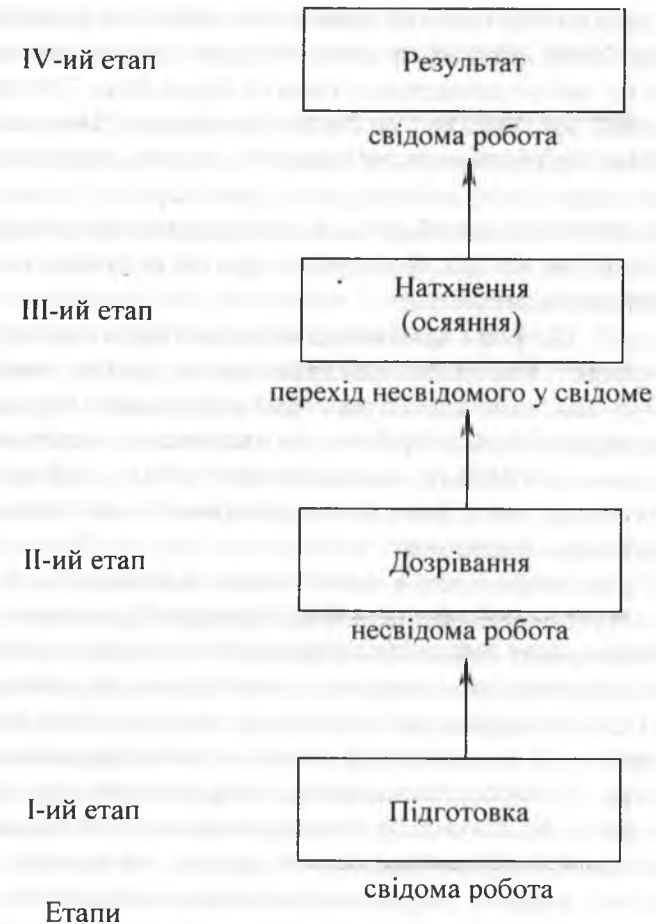 IV-ий етап
Результат
свідома робота
III-ий етап
Натхнення
(осяяння)
перехід несвідомого у свідоме
II-ий етап
Дозрівання
несвідома робота
I-ий етап
Підготовка
свідома робота
Етапи